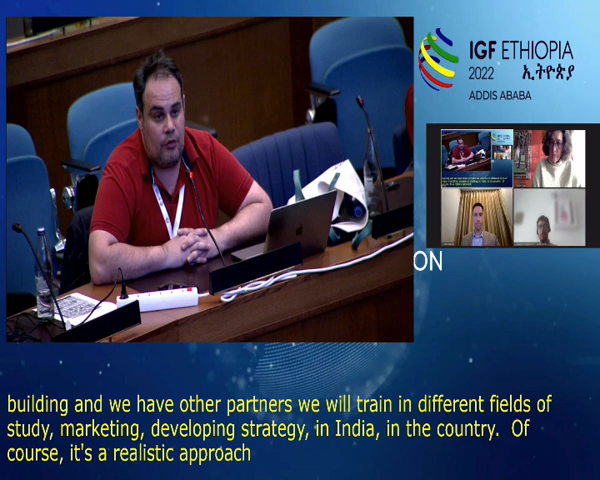 IGF ETHIOPIA
2022 ኢትዮጵያ
ADDIS ABABA
ON
building and we have other partners we will train in different fields of
study, marketing, developing strategy, in India, in the country. Of
course, it's a realistic approach